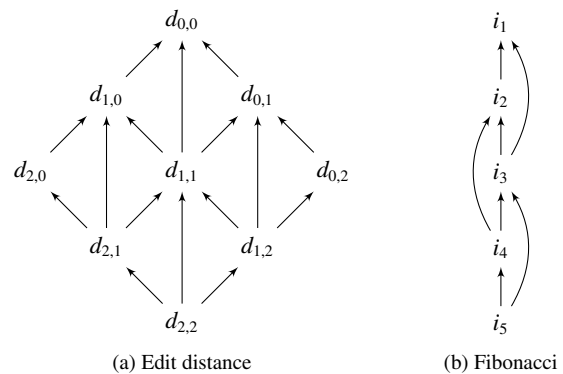 d0,0
i1
d1,0 d0,1
i2
d2,0 d1,1 d0,2
i3
d2,1 d1,2
i4
d2,2
i5
(a) Edit distance
(b) Fibonacci